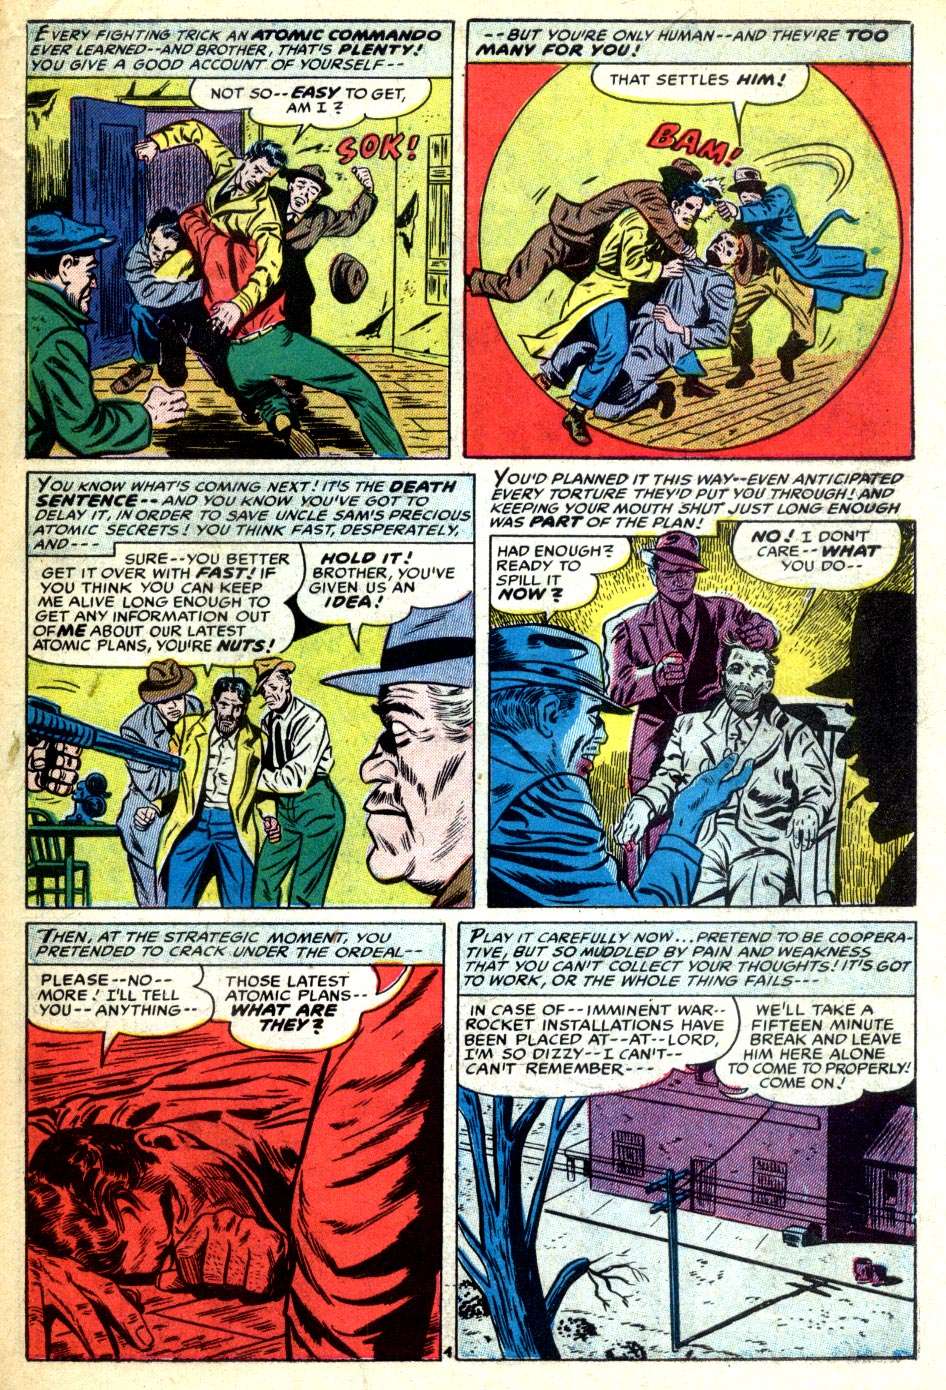 EVERY FIGHTING TRICK AN ATOMIC COMMANDO
EVER LEARNED--AND BROTHER, THAT'S PLENTY!
YOU GIVE A GOOD ACCOUNT OF YOURSELF--
NOT SO--EASY TO GET,
AM I?
SOK!
--BUT YOU'RE ONLY HUMAN--AND THEY'RE TOO
MANY FOR YOU!
THAT SETTLES HIM!
BAM!
YOU KNOW WHAT'S COMING NEXT! IT'S THE DEATH
SENTENCE--AND YOU KNOW YOU'VE GOT TO
DELAY IT, IN ORDER TO SAVE UNCLE SAM'S PRECIOUS
ATOMIC SECRETS! YOU THINK FAST, DESPERATELY,
AND---
SURE--YOU BETTER
GET IT OVER WITH FAST! IF
YOU THINK YOU CAN KEEP
ME ALIVE LONG ENOUGH TO
GET ANY INFORMATION OUT
OF ME ABOUT OUR LATEST
ATOMIC PLANS, YOU'RE NUTS!
HOLD IT!
BROTHER, YOU'VE
GIVEN US AN
IDEA!
YOU'D PLANNED IT THIS WAY--EVEN ANTICIPATED
EVERY TORTURE THEY'D PUT YOU THROUGH! AND
KEEPING YOUR MOUTH SHUT JUST LONG ENOUGH
WAS PART OF THE PLAN!
HAD ENOUGH?
READY TO
SPILL IT
NOW?
NO! I DON'T
CARE--WHAT
YOU DO--
THEN, AT THE STRATEGIC MOMENT, YOU
PRETENDED TO CRACK UNDER THE ORDEAL--
PLEASE--NO--
MORE! I'LL TELL
YOU--ANYTHING--
THOSE LATEST
ATOMIC PLANS--
WHAT ARE
THEY?
PLAY IT CAREFULLY NOW...PRETEND TO BE COOPERA-
TIVE, BUT SO MUDDLED BY PAIN AND WEAKNESS
THAT YOU CAN'T COLLECT YOUR THOUGHTS! IT'S GOT
TO WORK, OR THE WHOLE THING FAILS---
IN CASE OF--IMMINENT WAR--
ROCKET INSTALLATIONS HAVE
BEEN PLACED AT--AT--LORD,
I'M SO DIZZY--I CAN'T--
CAN'T REMEMBER---
WE'LL TAKE A
FIFTEEN MINUTE
BREAK AND LEAVE
HIM HERE ALONE
TO COME TO PROPERLY!
COME ON!
4